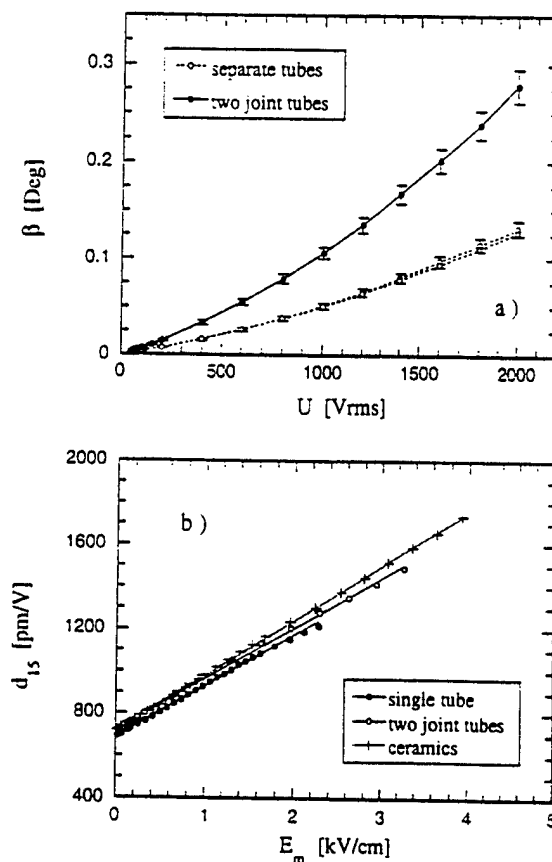 0.3
0.2
0.1
0
β [Deg]
separate tubes
two joint tubes
a )
0
500
1000
1500
2000
U [Vrms]
2000
1600
1200
800
400
d15 [pm/V]
b )
single tube
two joint tubes
ceramics
0
1
2
3
4
5
Em [kV/cm]